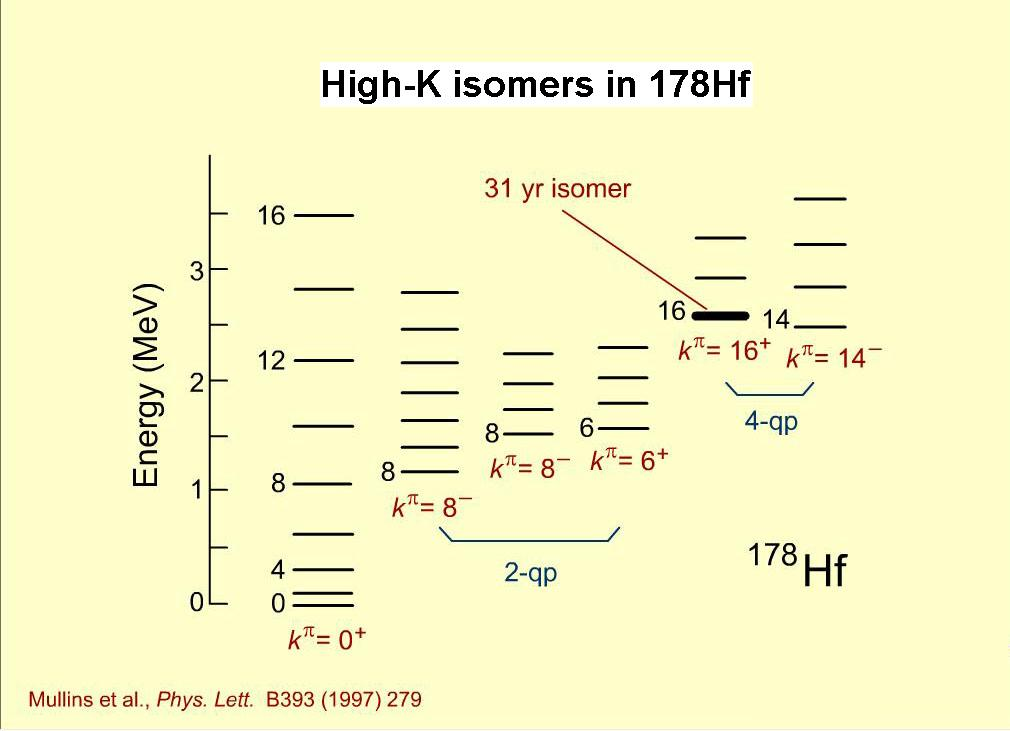 High-K isomers in 178Hf
31 yr isomer
Energy (MeV)
3
2
1
0
16
12
8
4
0
kπ= 0+
8
kπ= 8−
8
kπ= 8−
6
kπ= 6+
2-qp
16
kπ= 16+
14
kπ= 14−
4-qp
178Hf
Mullins et al., Phys. Lett. B393 (1997) 279